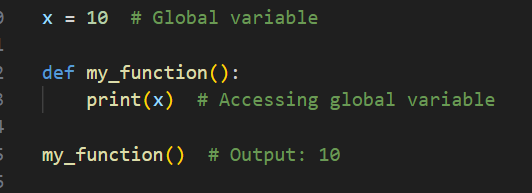 x = 10  # Global variable

def my_function():
    print(x)  # Accessing global variable

my_function()  # Output: 10